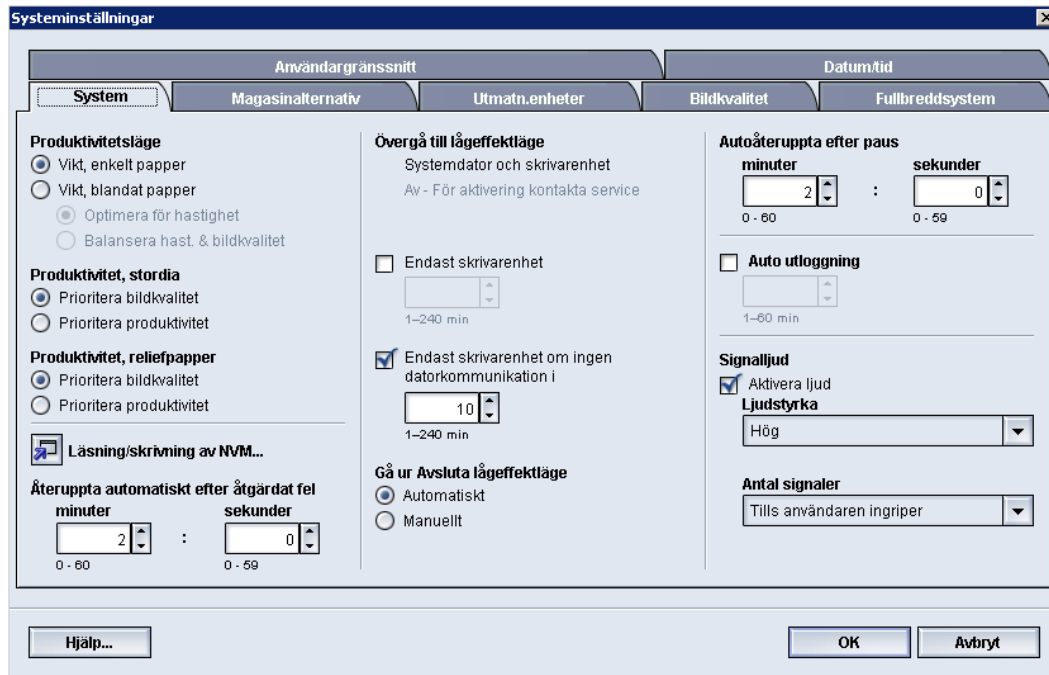 Systeminställningar
Användargränssnitt
Datum/tid
System
Magasinalternativ
Utmatn.enheter
Bildkvalitet
Fullbreddsystem
Produktivitetsläge
Vikt, enkelt papper
Vikt, blandat papper
Optimera för hastighet
Balansera hast. & bildkvalitet
Produktivitet, stordia
Prioritera bildkvalitet
Prioritera produktivitet
Produktivitet, reliefpapper
Prioritera bildkvalitet
Prioritera produktivitet
Läsning/skrivning av NVM...
Återuppta automatiskt efter åtgärdat fel
minuter
sekunder
2
:
0
0 - 60
0 - 59
Övergå till lågeffektläge
Systemdator och skrivarenhet
Av - För aktivering kontakta service
Endast skrivarenhet
1–240 min
Endast skrivarenhet om ingen
datorkommunikation i
10
1–240 min
Gå ur Avsluta lågeffektläge
Automatiskt
Manuellt
Autoåteruppta efter paus
minuter
sekunder
2
:
0
0 - 60
0 - 59
Auto utloggning
1–60 min
Signalljud
Aktivera ljud
Ljudstyrka
Hög
Antal signaler
Tills användaren ingriper
Hjälp...
OK
Avbryt